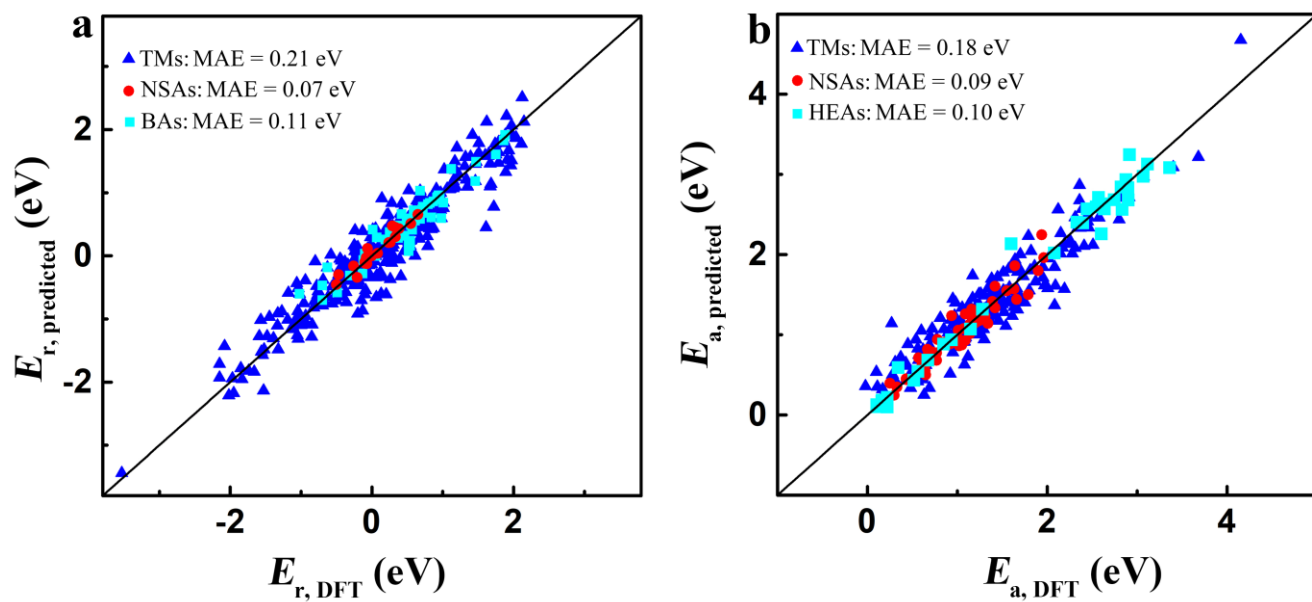 a
TMs: MAE = 0.21 eV
NSAs: MAE = 0.07 eV
BAs: MAE = 0.11 eV
2
0
-2
-2 0 2
E r, predicted (eV)
E r, DFT (eV)
b
TMs: MAE = 0.18 eV
NSAs: MAE = 0.09 eV
HEAs: MAE = 0.10 eV
4
2
0
0 2 4
E a, predicted (eV)
E a, DFT (eV)